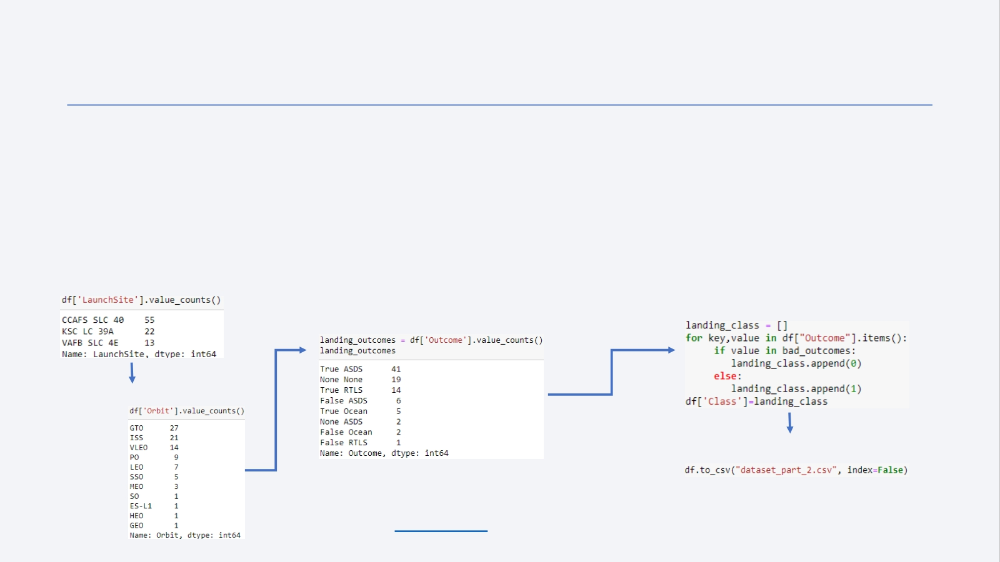 df['LaunchSite'].value_counts()
CCAFS SLC 40    55
KSC LC 39A      22
VAFB SLC 4E     13
Name: LaunchSite, dtype: int64
df['Orbit'].value_counts()
GTO      27
ISS      21
VLEO     14
PO        9
LEO       7
SSO       5
MEO       3
SO        1
ES-L1     1
HEO       1
GEO       1
Name: Orbit, dtype: int64
landing_outcomes = df['Outcome'].value_counts()
landing_outcomes
True ASDS      41
None None      19
True RTLS      14
False ASDS      6
True Ocean      5
None ASDS       2
False Ocean     2
False RTLS      1
Name: Outcome, dtype: int64
landing_class = []
for key,value in df["Outcome"].items():
     if value in bad_outcomes:
        landing_class.append(0)
     else:
        landing_class.append(1)
df['Class']=landing_class
df.to_csv("dataset_part_2.csv", index=False)